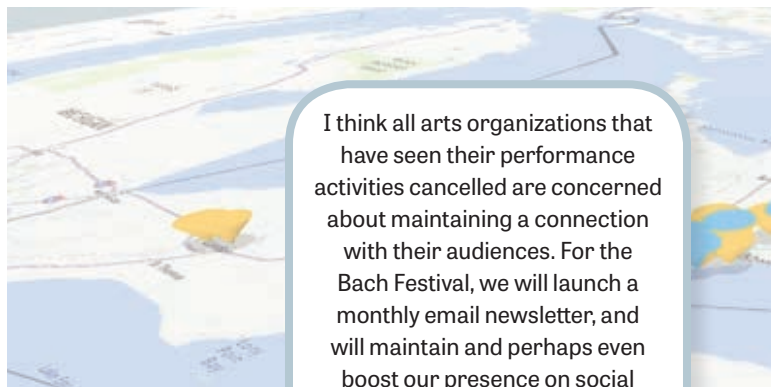 I think all arts organizations that
have seen their performance
activities cancelled are concerned
about maintaining a connection
with their audiences. For the
Bach Festival, we will launch a
monthly email newsletter, and
will maintain and perhaps even
boost our presence on social